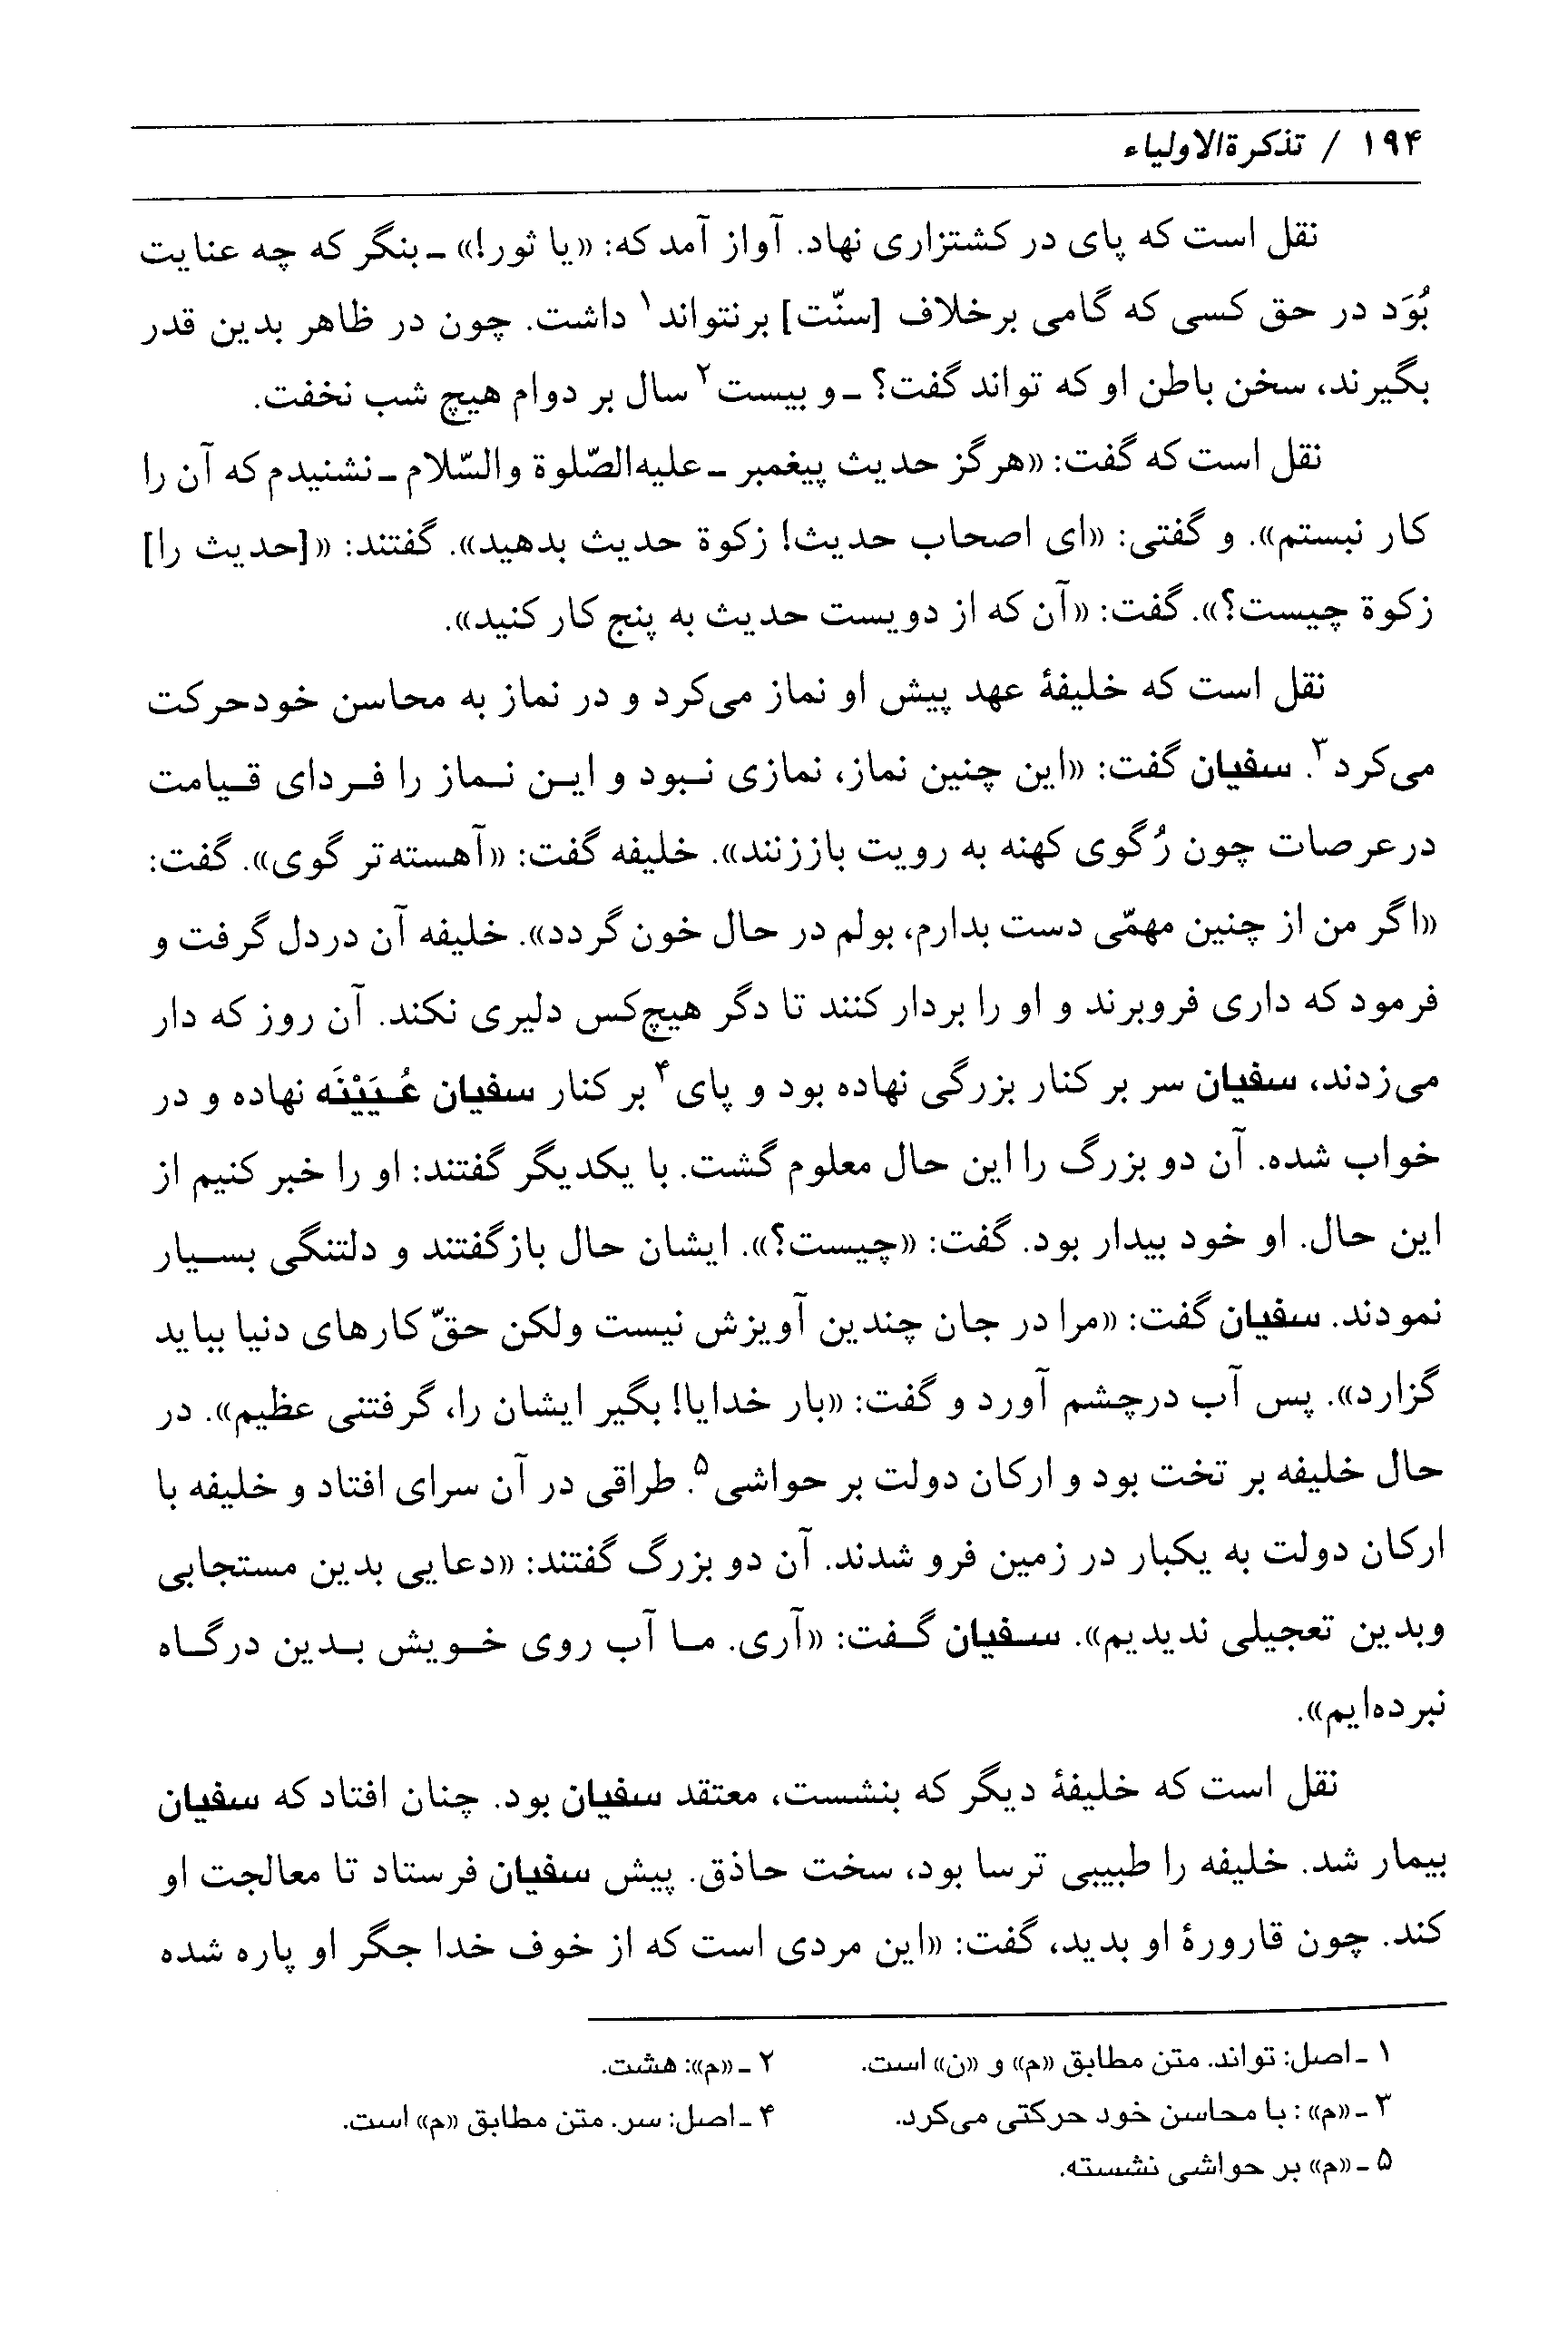 ۱۹۴ / تذکرةالاولیاء
نقل است که پای در کشتزاری نهاد. آواز آمد که: «یا ثور!» ـ بنگر که چه عنایت
بُوَد در حق کسی که گامی برخلاف [سنّت] برنتواند۱ داشت. چون در ظاهر بدین قدر
بگیرند، سخن باطن او که تواند گفت؟ ـ و بیست۲ سال بر دوام هیچ شب نخفت.
نقل است که گفت: «هرگز حدیث پیغمبر ـ علیه‌الصّلوة والسّلام ـ نشنیدم که آن را
کار نبستم». و گفتی: «ای اصحاب حدیث! زکوة حدیث بدهید». گفتند: «[حدیث را]
زکوة چیست؟». گفت: «آن که از دویست حدیث به پنج کار کنید».
نقل است که خلیفهٔ عهد پیش او نماز می‌کرد و در نماز به محاسن خودحرکت
می‌کرد۳. سفیان گفت: «این چنین نماز، نمازی نبود و این نماز را فردای قیامت
درعرصات چون رُگوی کهنه به رویت باززنند». خلیفه گفت: «آهسته‌تر گوی». گفت:
«اگر من از چنین مهمّی دست بدارم، بولم در حال خون گردد». خلیفه آن دردل گرفت و
فرمود که داری فروبرند و او را بردار کنند تا دگر هیچ‌کس دلیری نکند. آن روز که دار
می‌زدند، سفیان سر بر کنار بزرگی نهاده بود و پای۴ بر کنار سفیان عُیَیْنَه نهاده و در
خواب شده. آن دو بزرگ را این حال معلوم گشت. با یکدیگر گفتند: او را خبر کنیم از
این حال. او خود بیدار بود. گفت: «چیست؟». ایشان حال بازگفتند و دلتنگی بسیار
نمودند. سفیان گفت: «مرا در جان چندین آویزش نیست ولکن حقّ کارهای دنیا بباید
گزارد». پس آب درچشم آورد و گفت: «بار خدایا! بگیر ایشان را، گرفتنی عظیم». در
حال خلیفه بر تخت بود و ارکان دولت بر حواشی۵. طراقی در آن سرای افتاد و خلیفه با
ارکان دولت به یکبار در زمین فرو شدند. آن دو بزرگ گفتند: «دعایی بدین مستجابی
وبدین تعجیلی ندیدیم». سفیان گفت: «آری. ما آب روی خویش بدین درگاه
نبرده‌ایم».
نقل است که خلیفهٔ دیگر که بنشست، معتقد سفیان بود. چنان افتاد که سفیان
بیمار شد. خلیفه را طبیبی ترسا بود، سخت حاذق. پیش سفیان فرستاد تا معالجت او
کند. چون قارورهٔ او بدید، گفت: «این مردی است که از خوف خدا جگر او پاره شده
۱ ـ اصل: تواند. متن مطابق «م» و «ن» است. ۲ ـ «م»: هشت.
۳ ـ «م» : با محاسن خود حرکتی می‌کرد. ۴ ـ اصل: سر. متن مطابق «م» است.
۵ ـ «م» بر حواشی نشسته.